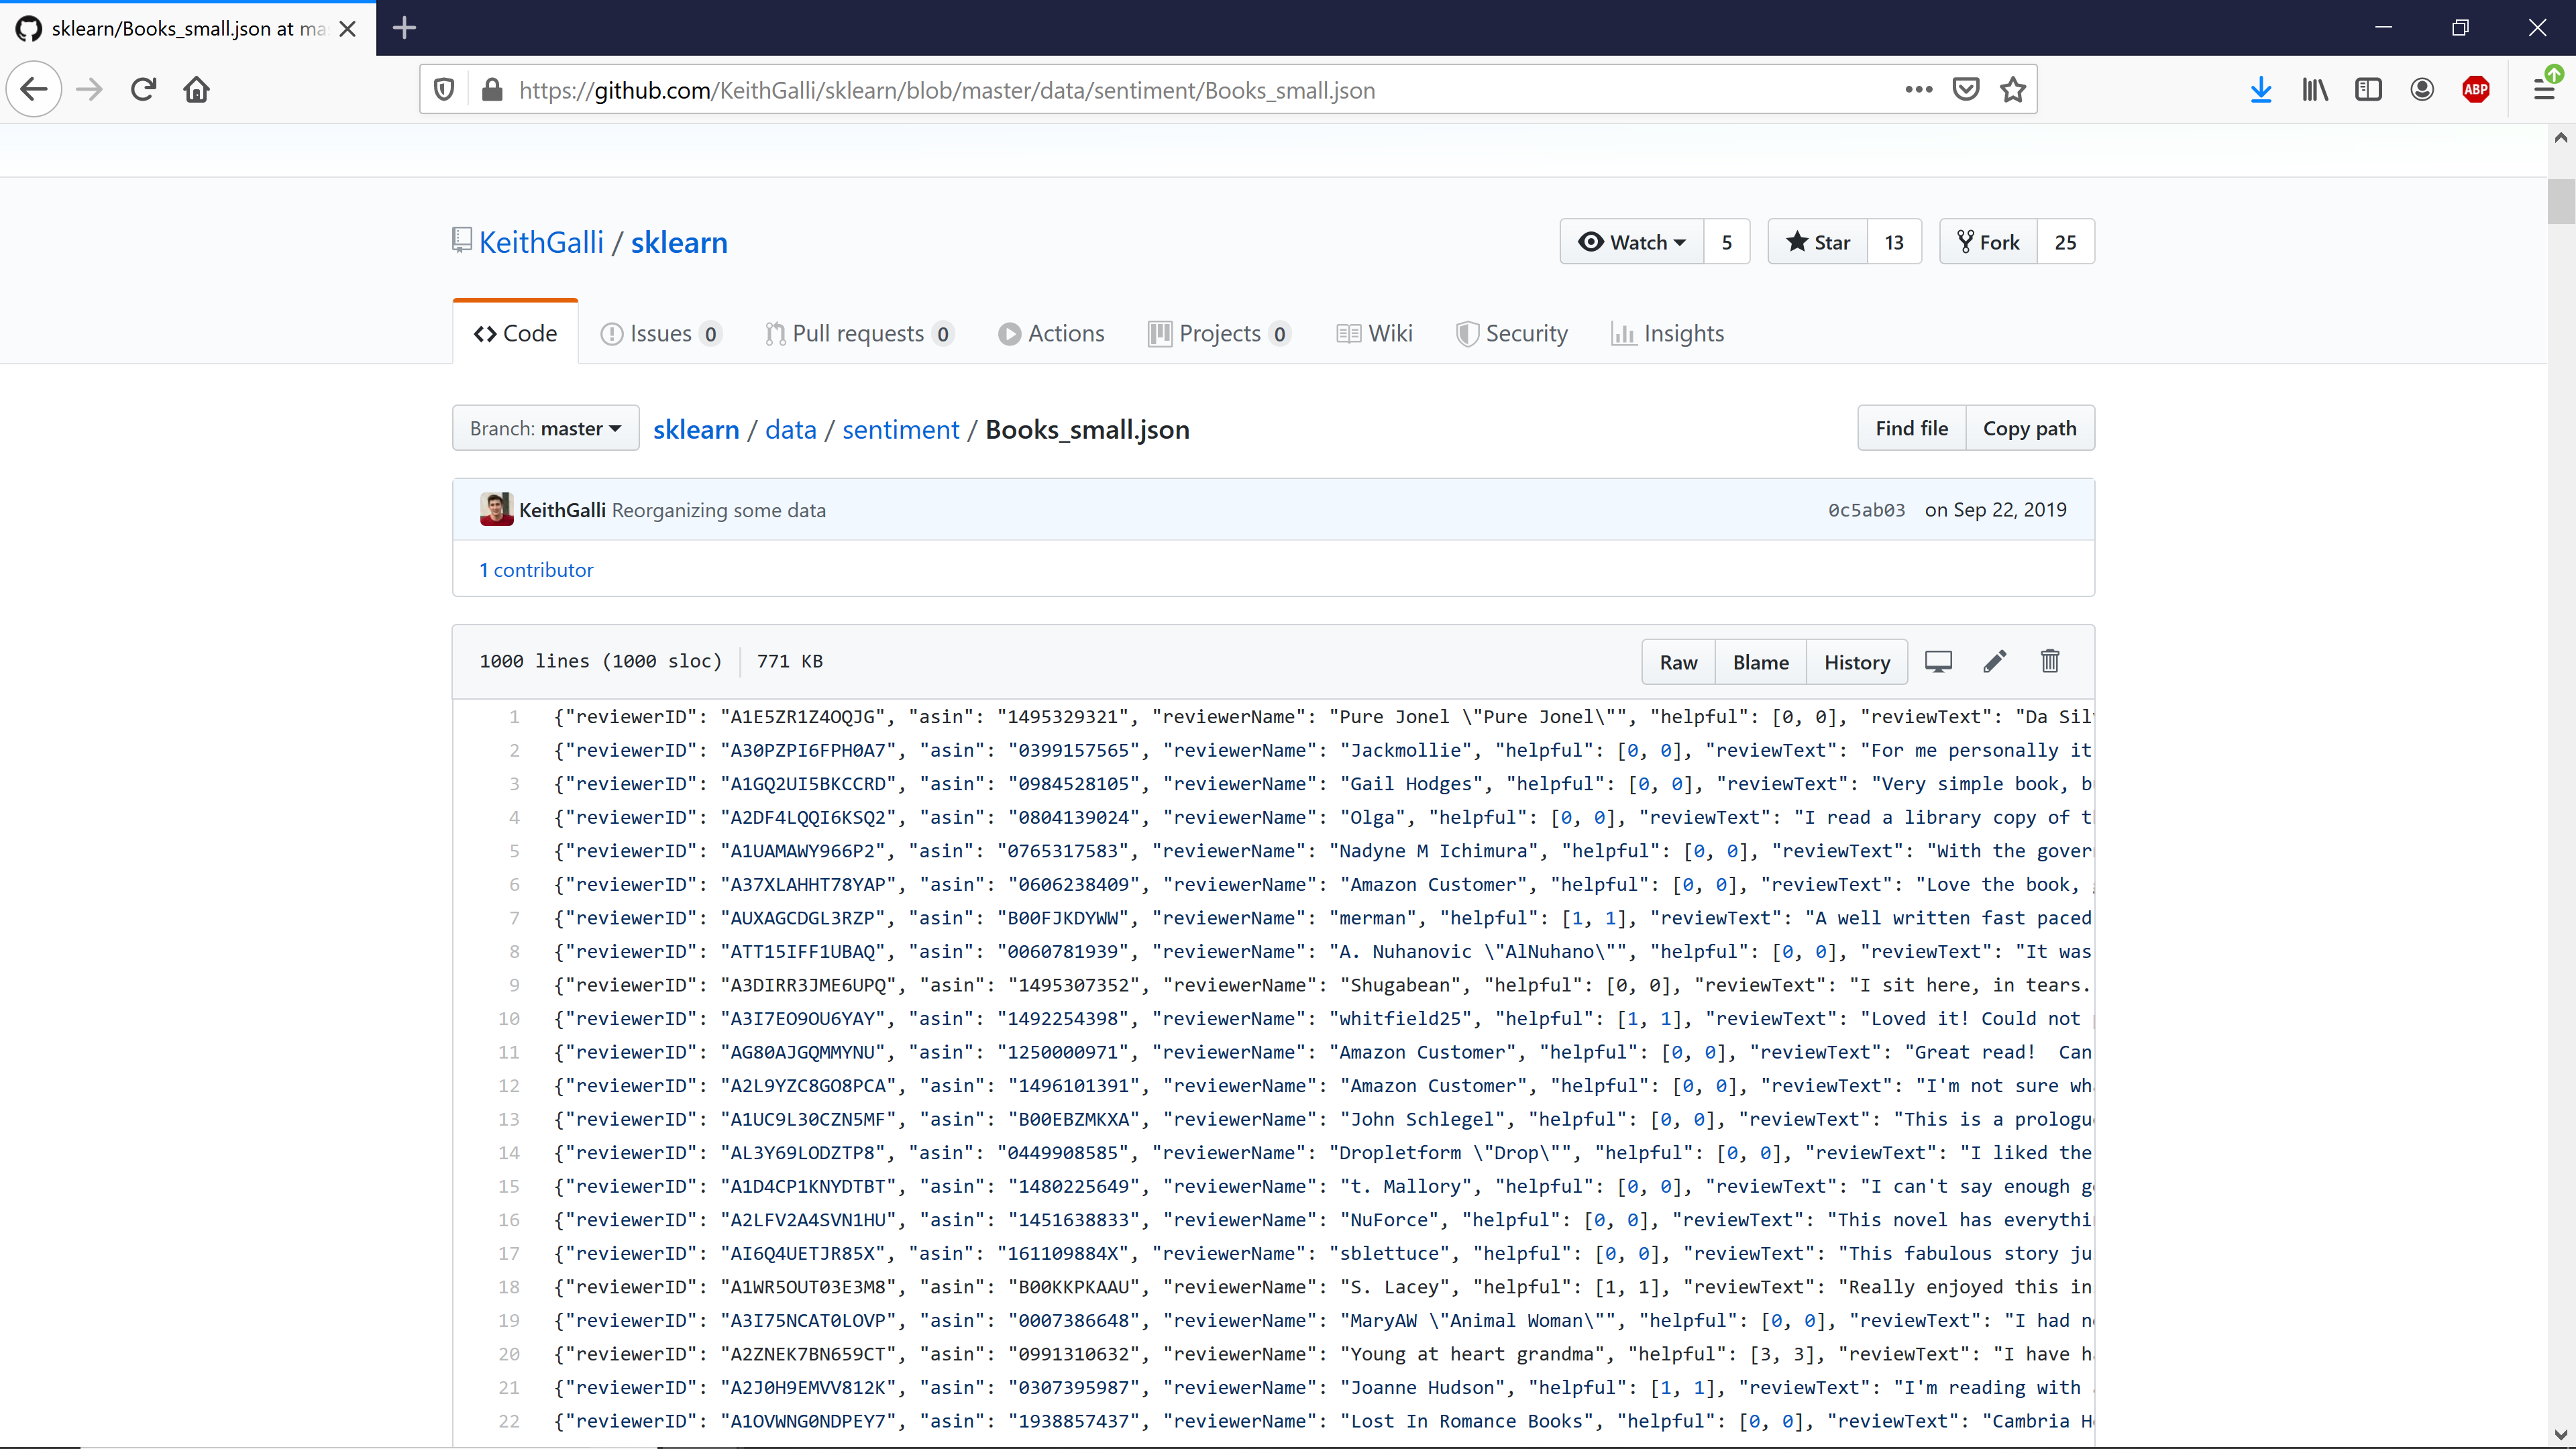 sklearn/Books_small.json at ma
https://github.com/KeithGalli/sklearn/blob/master/data/sentiment/Books_small.json
ABP
KeithGalli / sklearn
Watch 5 Star 13 Fork 25
Code Issues 0 Pull requests 0 Actions Projects 0 Wiki Security Insights
Branch: master sklearn / data / sentiment / Books_small.json Find file Copy path
KeithGalli Reorganizing some data 0c5ab03 on Sep 22, 2019
1 contributor
1000 lines (1000 sloc) 771 KB Raw Blame History
1 {"reviewerID": "A1E5ZR1Z4OQJG", "asin": "1495329321", "reviewerName": "Pure Jonel \"Pure Jonel\"", "helpful": [0, 0], "reviewText": "Da Sil
2 {"reviewerID": "A30PZPI6FPH0A7", "asin": "0399157565", "reviewerName": "Jackmollie", "helpful": [0, 0], "reviewText": "For me personally it
3 {"reviewerID": "A1GQ2UI5BKCCRD", "asin": "0984528105", "reviewerName": "Gail Hodges", "helpful": [0, 0], "reviewText": "Very simple book, b
4 {"reviewerID": "A2DF4LQQI6KSQ2", "asin": "0804139024", "reviewerName": "Olga", "helpful": [0, 0], "reviewText": "I read a library copy of t
5 {"reviewerID": "A1UAMAWY966P2", "asin": "0765317583", "reviewerName": "Nadyne M Ichimura", "helpful": [0, 0], "reviewText": "With the gover
6 {"reviewerID": "A37XLAHHT78YAP", "asin": "0606238409", "reviewerName": "Amazon Customer", "helpful": [0, 0], "reviewText": "Love the book,
7 {"reviewerID": "AUXAGCDGL3RZP", "asin": "B00FJKDYWW", "reviewerName": "merman", "helpful": [1, 1], "reviewText": "A well written fast paced
8 {"reviewerID": "ATT15IFF1UBAQ", "asin": "0060781939", "reviewerName": "A. Nuhanovic \"AlNuhano\"", "helpful": [0, 0], "reviewText": "It was
9 {"reviewerID": "A3DIRR3JME6UPQ", "asin": "1495307352", "reviewerName": "Shugabean", "helpful": [0, 0], "reviewText": "I sit here, in tears.
10 {"reviewerID": "A3I7EO9OU6YAY", "asin": "1492254398", "reviewerName": "whitfield25", "helpful": [1, 1], "reviewText": "Loved it! Could not
11 {"reviewerID": "AG80AJGQMMYNU", "asin": "1250000971", "reviewerName": "Amazon Customer", "helpful": [0, 0], "reviewText": "Great read!  Can
12 {"reviewerID": "A2L9YZC8GO8PCA", "asin": "1496101391", "reviewerName": "Amazon Customer", "helpful": [0, 0], "reviewText": "I'm not sure wh
13 {"reviewerID": "A1UC9L30CZN5MF", "asin": "B00EBZMKXA", "reviewerName": "John Schlegel", "helpful": [0, 0], "reviewText": "This is a prologu
14 {"reviewerID": "AL3Y69LODZTP8", "asin": "0449908585", "reviewerName": "Dropletform \"Drop\"", "helpful": [0, 0], "reviewText": "I liked the
15 {"reviewerID": "A1D4CP1KNYDTBT", "asin": "1480225649", "reviewerName": "t. Mallory", "helpful": [0, 0], "reviewText": "I can't say enough g
16 {"reviewerID": "A2LFV2A4SVN1HU", "asin": "1451638833", "reviewerName": "NuForce", "helpful": [0, 0], "reviewText": "This novel has everythi
17 {"reviewerID": "AI6Q4UETJR85X", "asin": "161109884X", "reviewerName": "sblettuce", "helpful": [0, 0], "reviewText": "This fabulous story ju
18 {"reviewerID": "A1WR5OUT03E3M8", "asin": "B00KKPKAAU", "reviewerName": "S. Lacey", "helpful": [1, 1], "reviewText": "Really enjoyed this in
19 {"reviewerID": "A3I75NCAT0LOVP", "asin": "0007386648", "reviewerName": "MaryAW \"Animal Woman\"", "helpful": [0, 0], "reviewText": "I had n
20 {"reviewerID": "A2ZNEK7BN659CT", "asin": "0991310632", "reviewerName": "Young at heart grandma", "helpful": [3, 3], "reviewText": "I have h
21 {"reviewerID": "A2J0H9EMVV812K", "asin": "0307395987", "reviewerName": "Joanne Hudson", "helpful": [1, 1], "reviewText": "I'm reading with
22 {"reviewerID": "A1OVWNG0NDPEY7", "asin": "1938857437", "reviewerName": "Lost In Romance Books", "helpful": [0, 0], "reviewText": "Cambria H